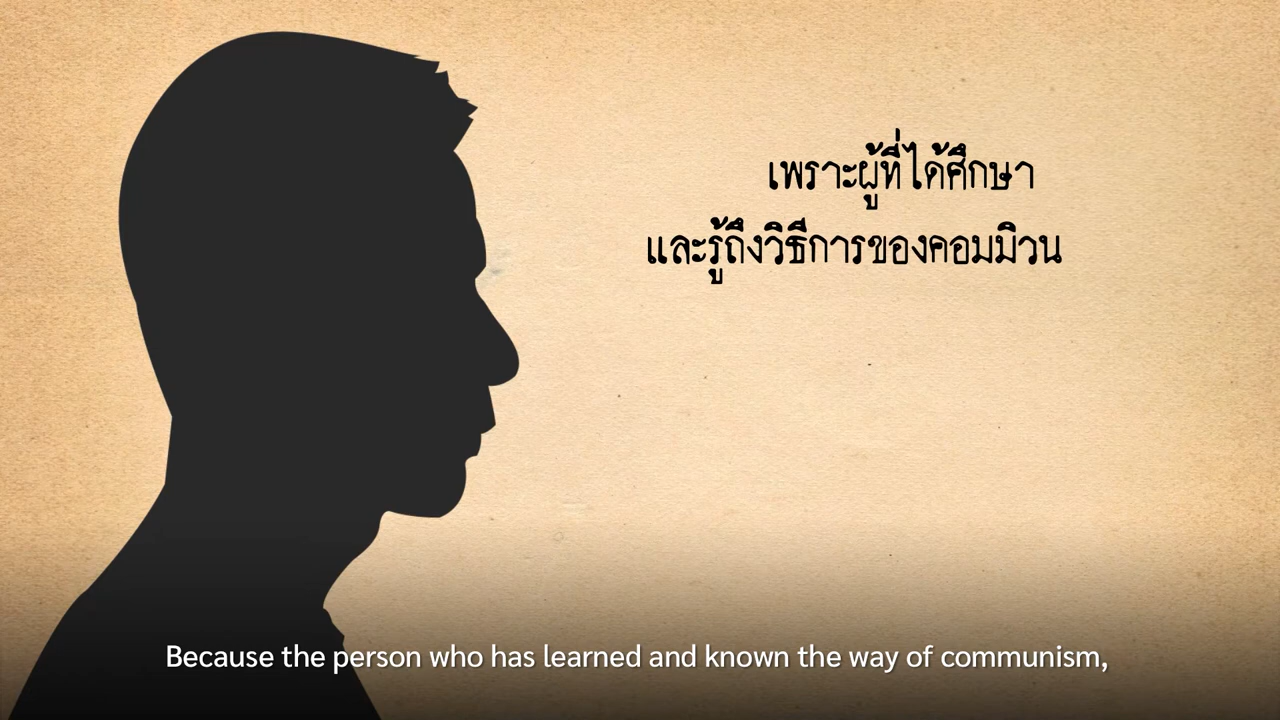 เพราะผู้ที่ได้ศึกษา
และรู้ถึงวิธีการของคอมมิวน
Because the person who has learned and known the way of communism,